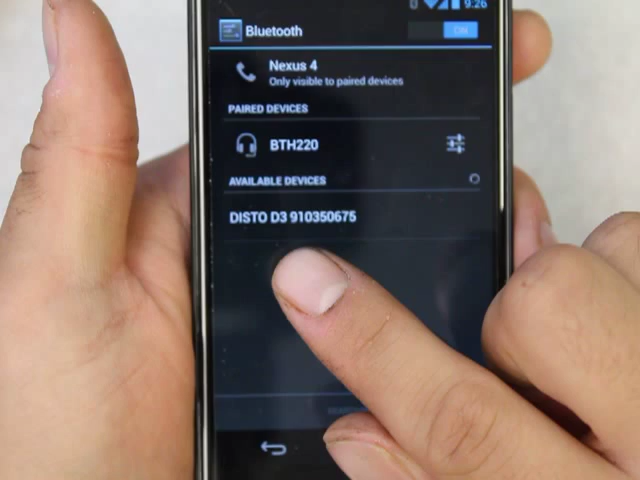 9:26
Bluetooth
ON
Nexus 4
Only visible to paired devices
PAIRED DEVICES
BTH220
AVAILABLE DEVICES
DISTO D3 910350675